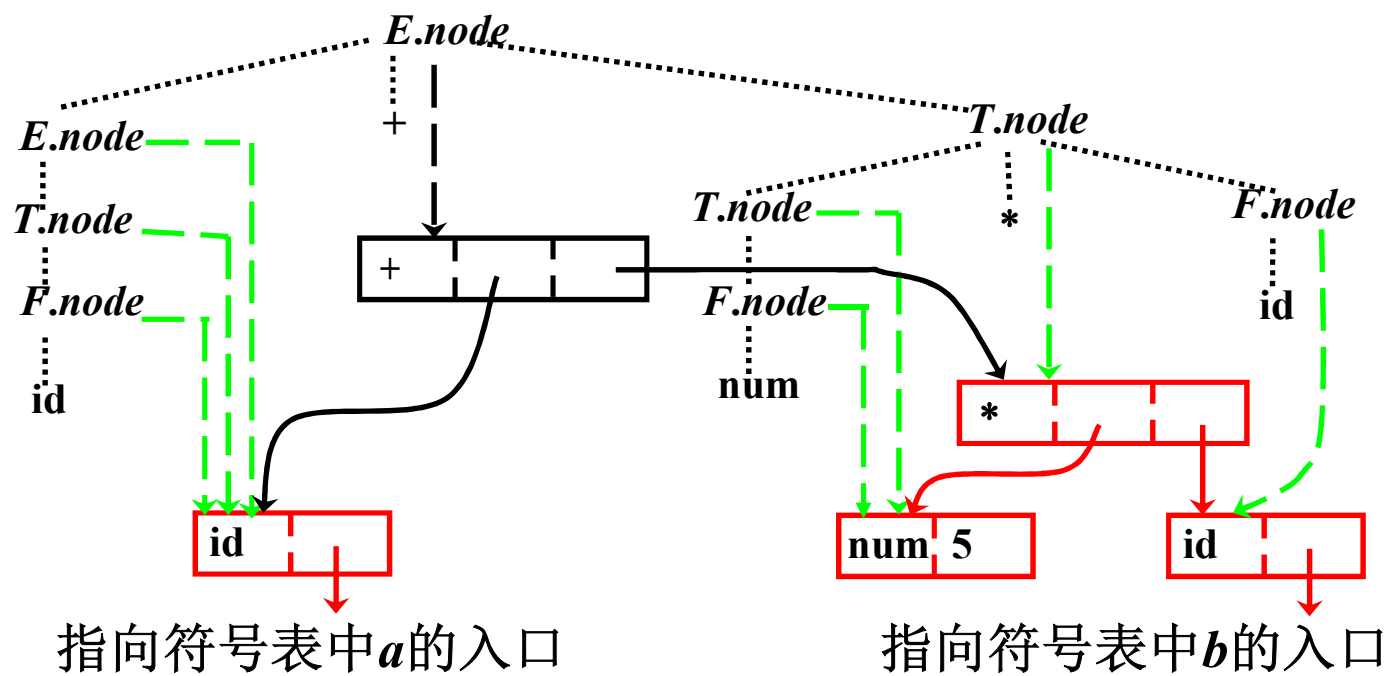 E.node
+
E.node T.node
T.node T.node * F.node
+
F.node F.node id
id num
*
id num 5 id
指向符号表中a的入口 指向符号表中b的入口